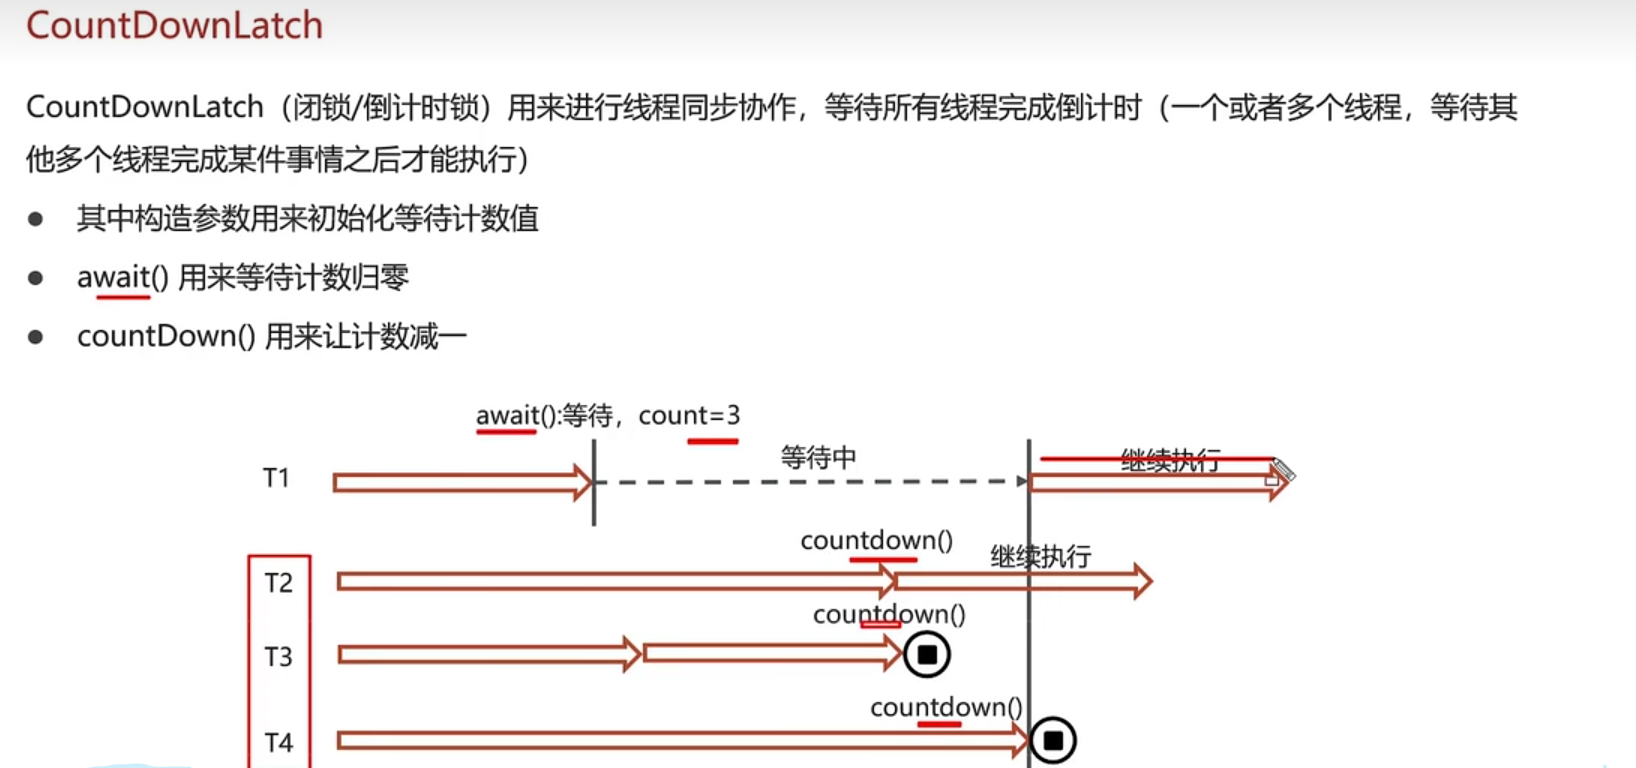 CountDownLatch
CountDownLatch（闭锁/倒计时锁）用来进行线程同步协作，等待所有线程完成倒计时（一个或者多个线程，等待其
他多个线程完成某件事情之后才能执行）
● 其中构造参数用来初始化等待计数值
● await() 用来等待计数归零
● countDown() 用来让计数减一
await():等待，count=3
等待中
继续执行
T1
countdown()
继续执行
T2
countdown()
T3
countdown()
T4